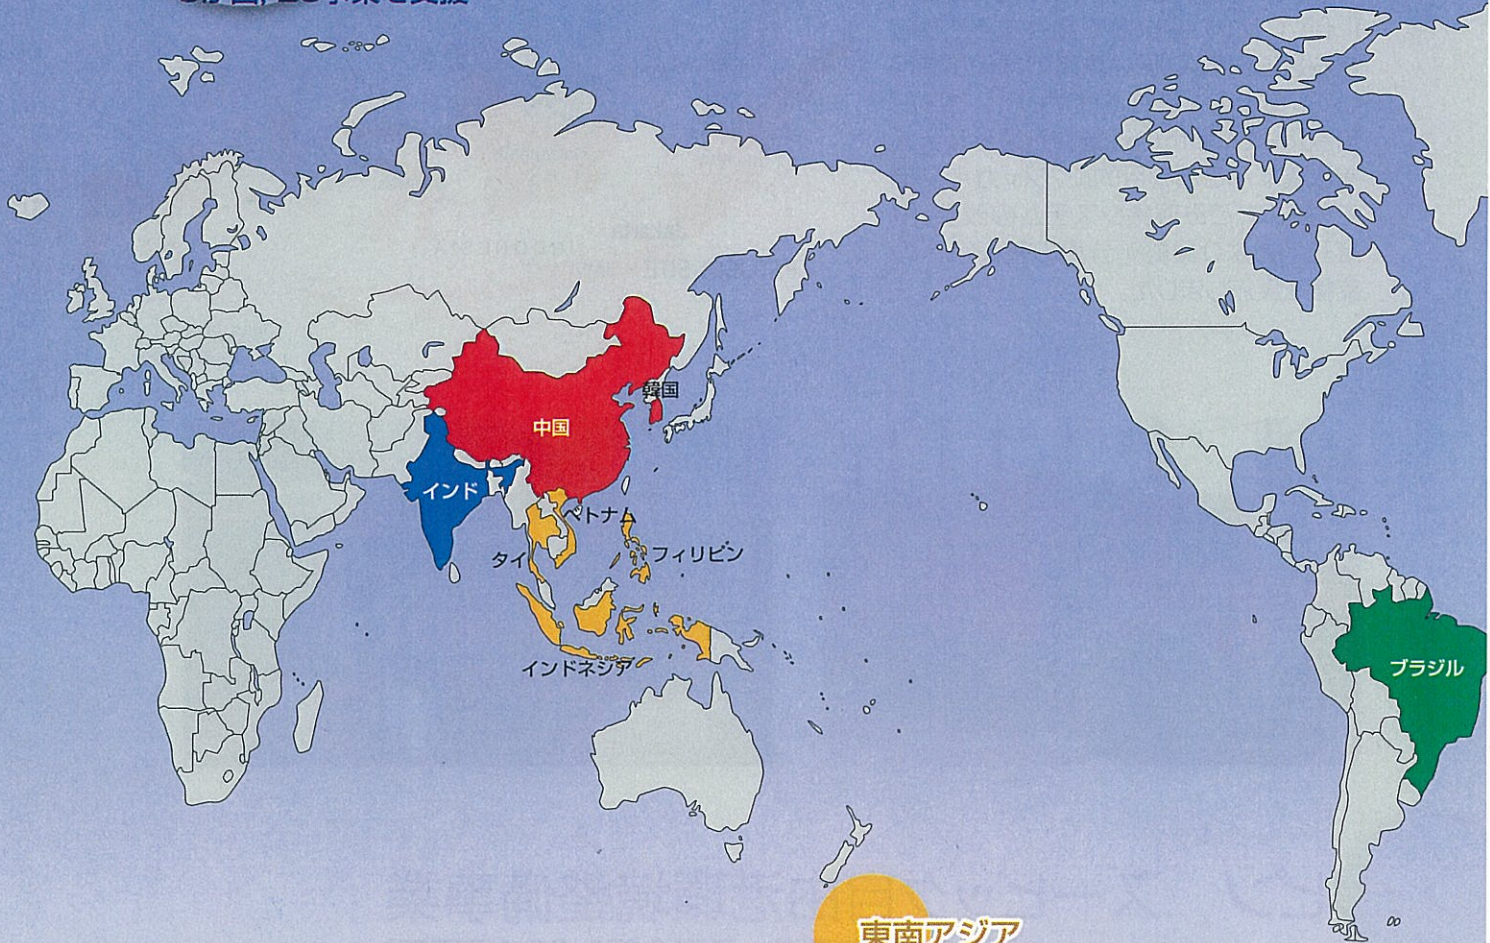 韓国
中国
インド
ベトナム
タイ
フィリピン
インドネシア
ブラジル
東南アジア